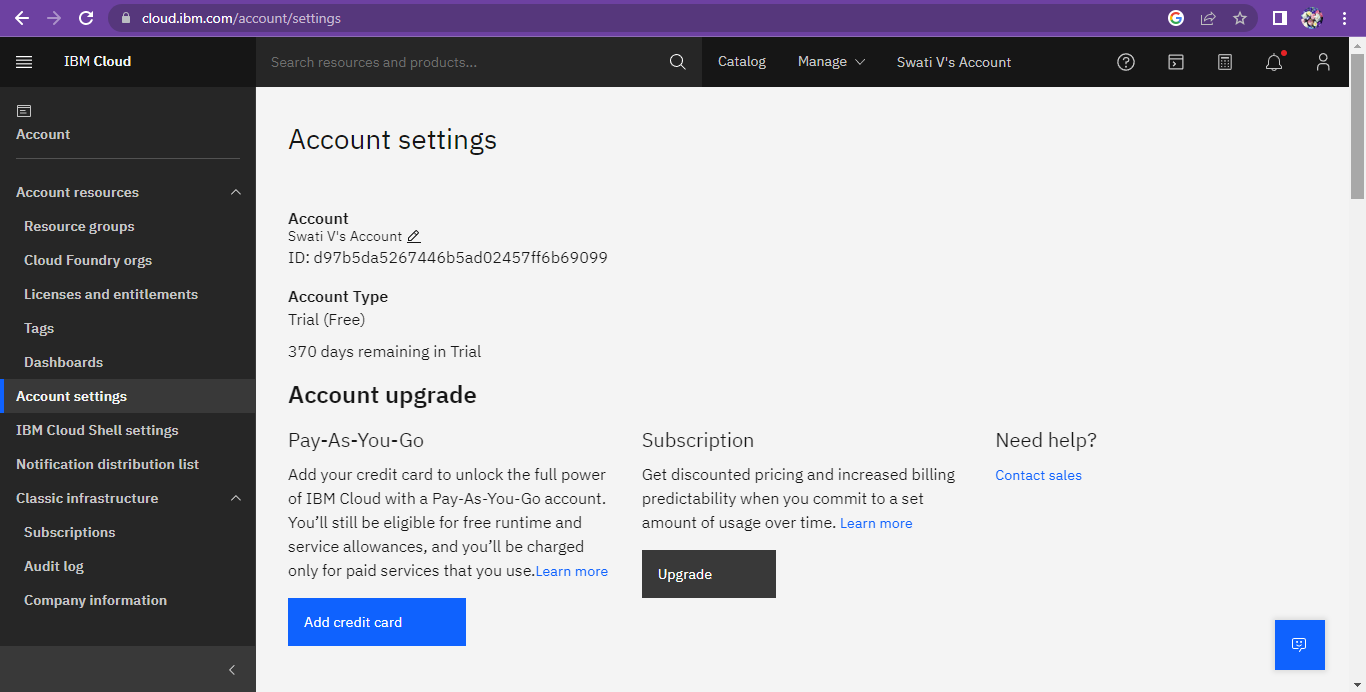 cloud.ibm.com/account/settings
IBM Cloud
Search resources and products...
Catalog
Manage
Swati V's Account
Account
Account resources
Resource groups
Cloud Foundry orgs
Licenses and entitlements
Tags
Dashboards
Account settings
IBM Cloud Shell settings
Notification distribution list
Classic infrastructure
Subscriptions
Audit log
Company information
Account settings
Account
Swati V's Account
ID: d97b5da5267446b5ad02457ff6b69099
Account Type
Trial (Free)
370 days remaining in Trial
Account upgrade
Pay-As-You-Go
Add your credit card to unlock the full power
of IBM Cloud with a Pay-As-You-Go account.
You’ll still be eligible for free runtime and
service allowances, and you’ll be charged
only for paid services that you use.Learn more
Add credit card
Subscription
Get discounted pricing and increased billing
predictability when you commit to a set
amount of usage over time. Learn more
Upgrade
Need help?
Contact sales